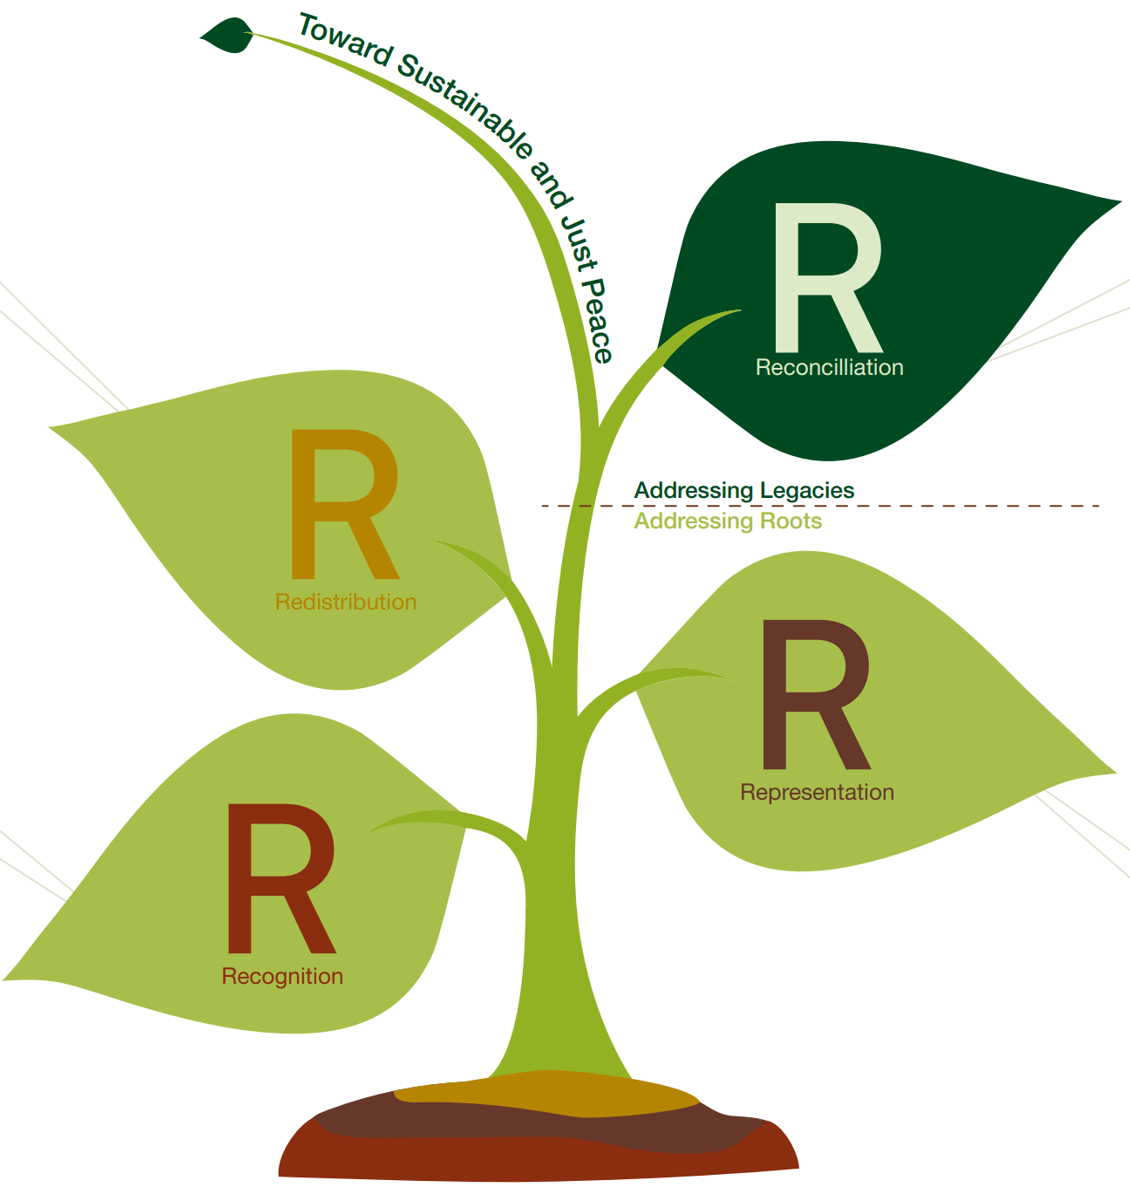 Toward Sustainable and Just Peace
R
Reconcilliation
R
Redistribution
Addressing Legacies
Addressing Roots
R
Representation
R
Recognition